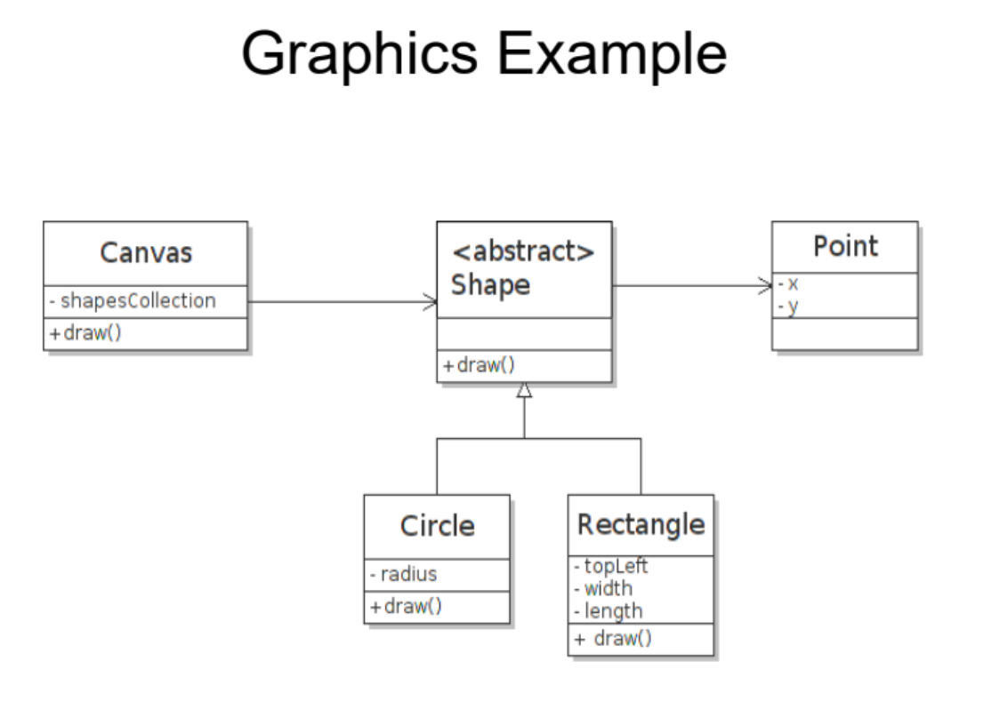 Graphics Example
Canvas
- shapesCollection
+draw()
<abstract>
Shape
+draw()
Point
- x
- y
Circle
- radius
+draw()
Rectangle
- topLeft
- width
- length
+ draw()